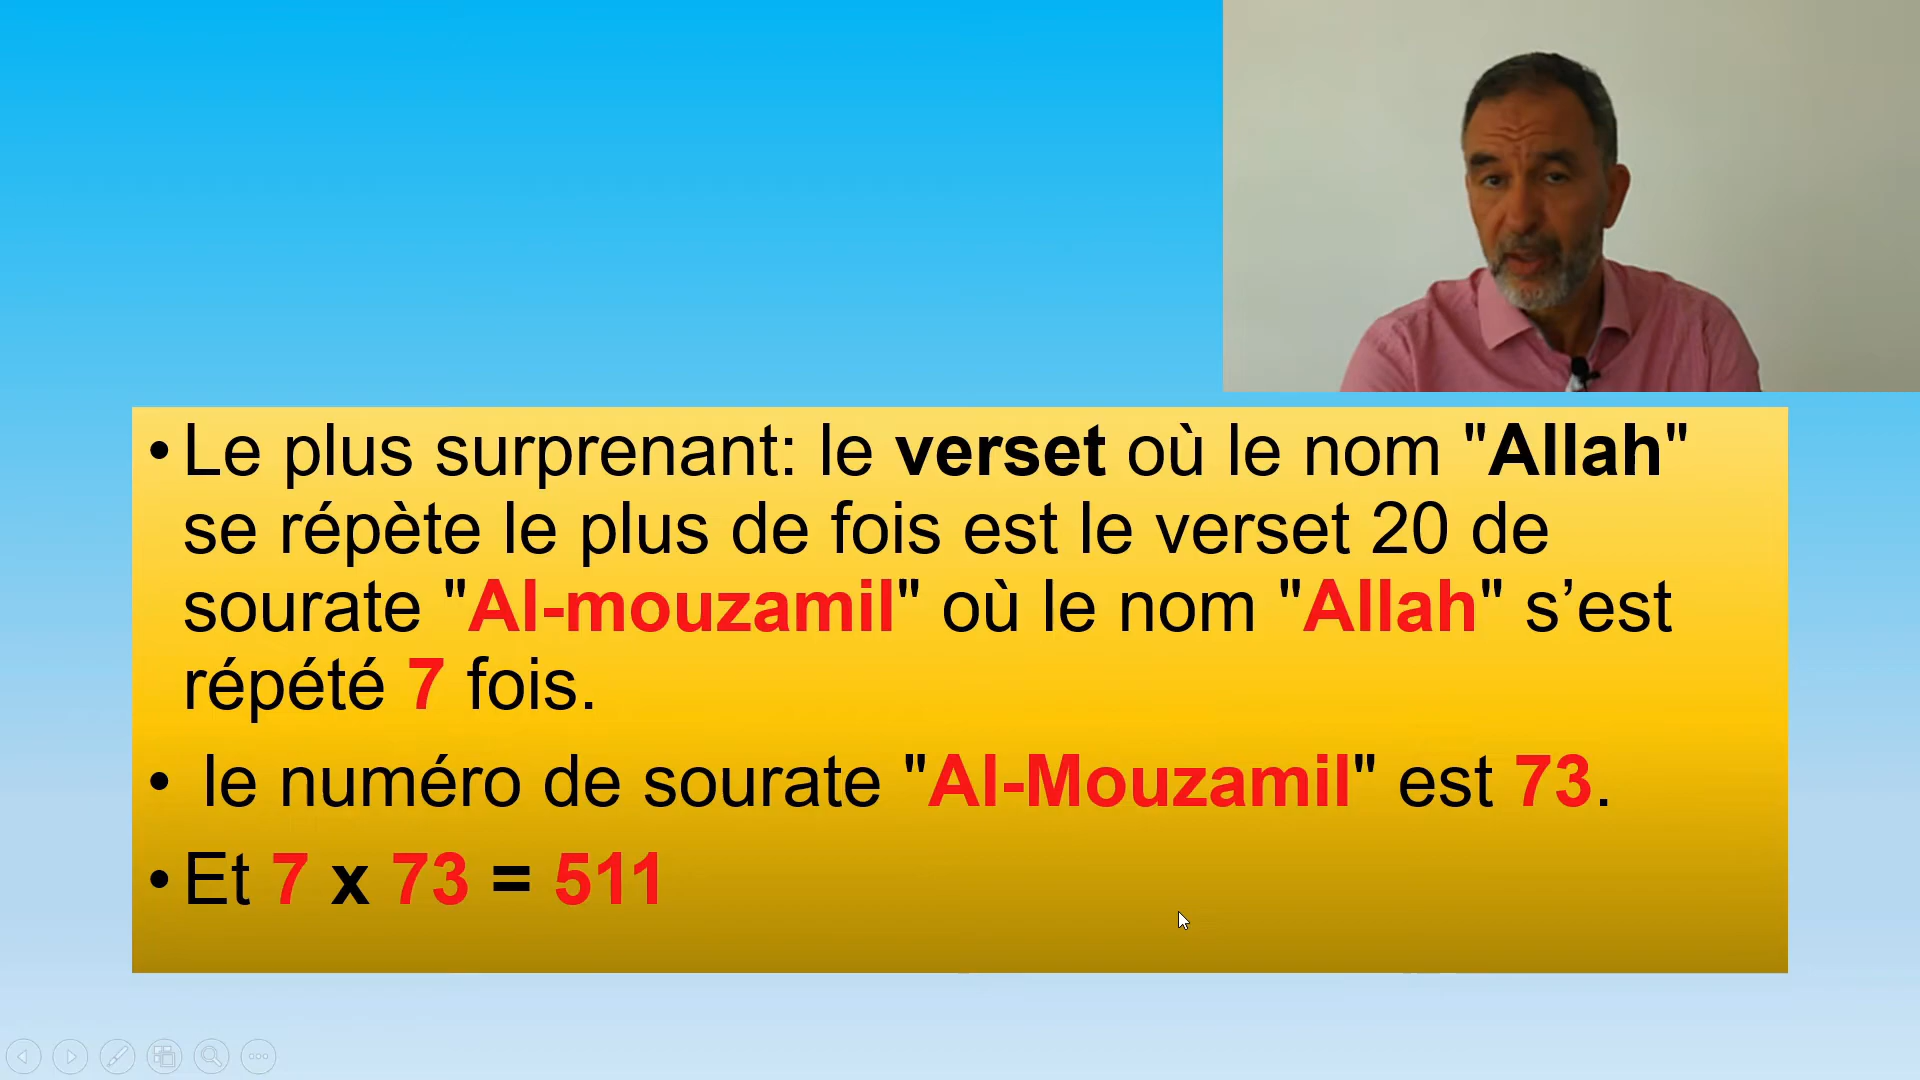 •Le plus surprenant: le verset où le nom "Allah"
se répète le plus de fois est le verset 20 de
sourate "Al-mouzamil" où le nom "Allah" s’est
répété 7 fois.
• le numéro de sourate "Al-Mouzamil" est 73.
•Et 7 x 73 = 511